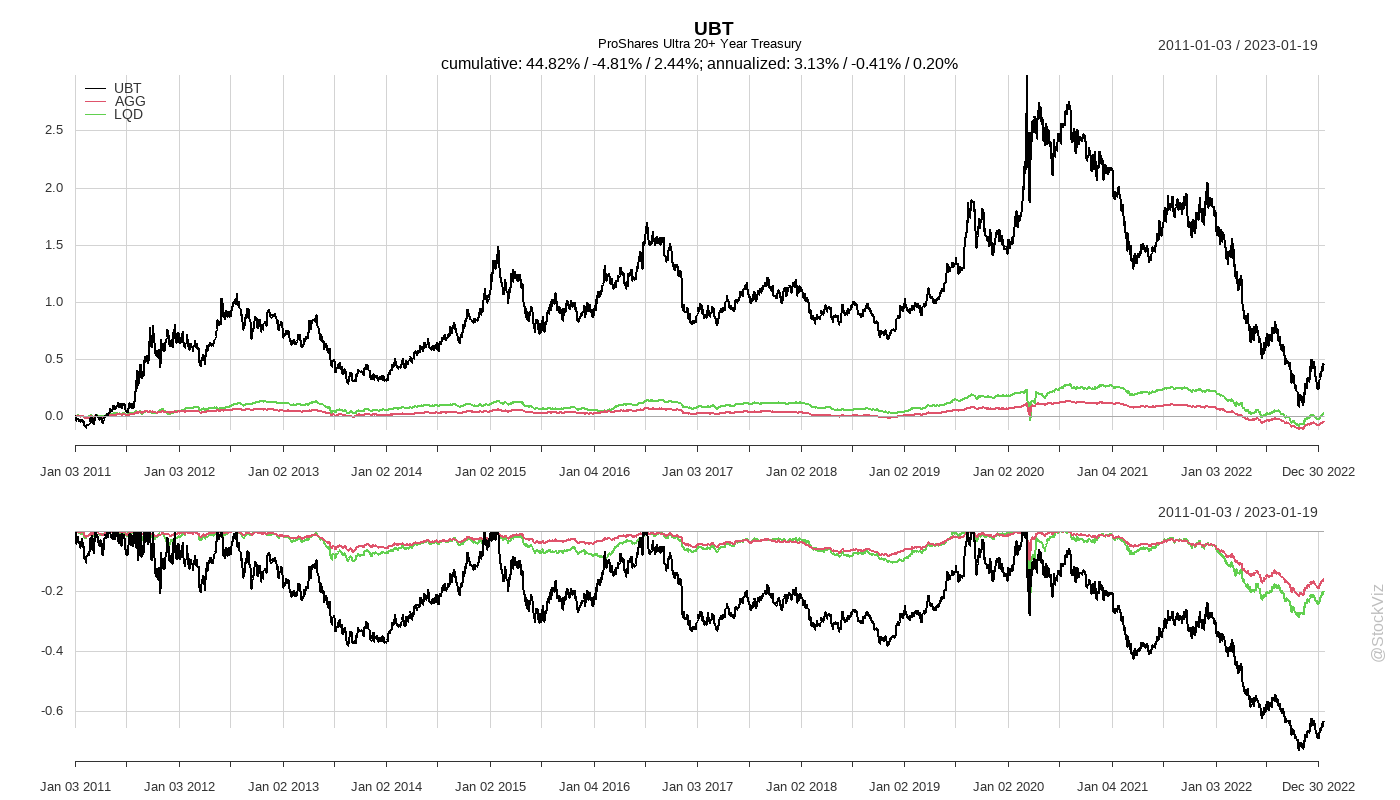 UBT
ProShares Ultra 20+ Year Treasury
2011-01-03 / 2023-01-19
cumulative: 44.82% / -4.81% / 2.44%; annualized: 3.13% / -0.41% / 0.20%
UBT
AGG
LQD
2.5
2.0
1.5
1.0
0.5
0.0
Jan 03 2011 Jan 03 2012 Jan 02 2013 Jan 02 2014 Jan 02 2015 Jan 04 2016 Jan 03 2017 Jan 02 2018 Jan 02 2019 Jan 02 2020 Jan 04 2021 Jan 03 2022 Dec 30 2022
2011-01-03 / 2023-01-19
-0.2
-0.4
-0.6
Jan 03 2011 Jan 03 2012 Jan 02 2013 Jan 02 2014 Jan 02 2015 Jan 04 2016 Jan 03 2017 Jan 02 2018 Jan 02 2019 Jan 02 2020 Jan 04 2021 Jan 03 2022 Dec 30 2022
@StockViz